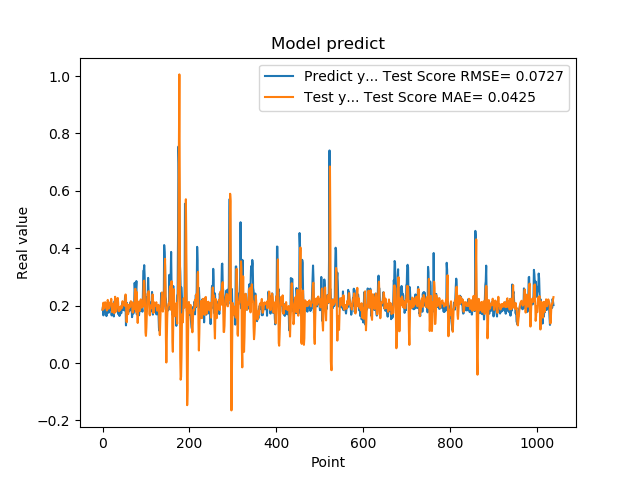 Model predict
Predict y... Test Score RMSE= 0.0727
Test y... Test Score MAE= 0.0425
1.0
0.8
0.6
0.4
0.2
0.0
−0.2
Real value
0 200 400 600 800 1000
Point